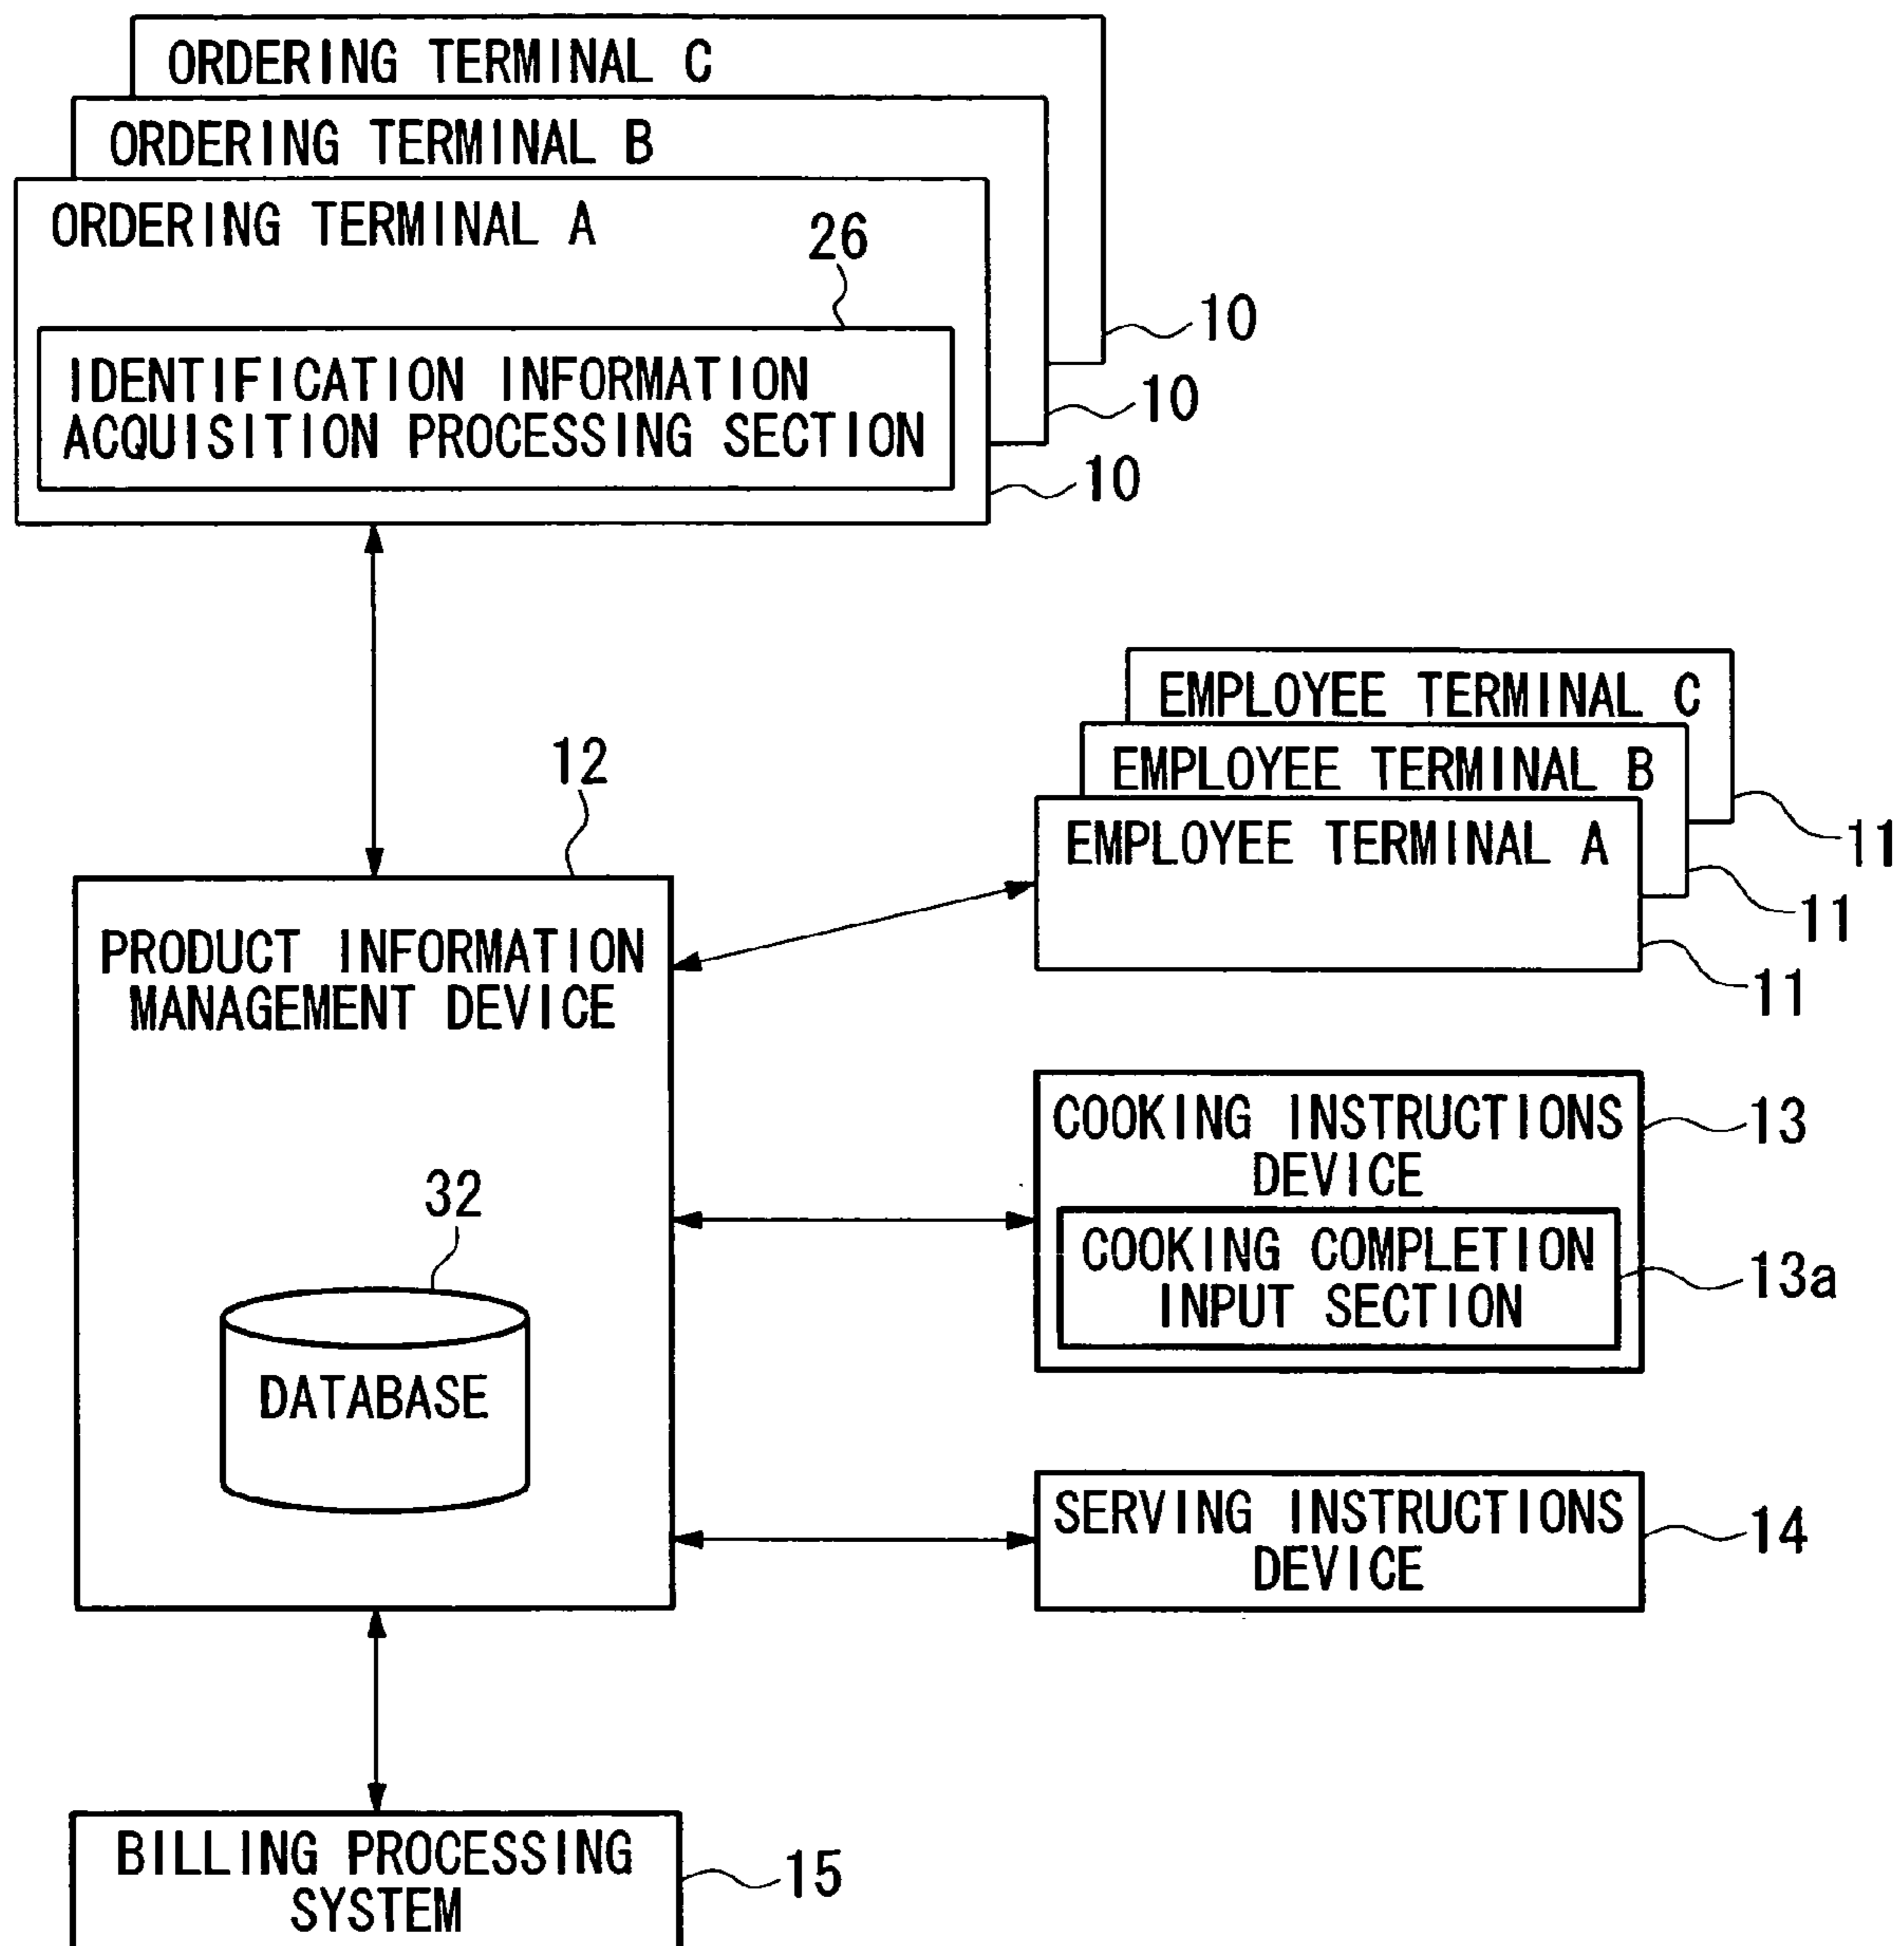 ORDERING TERMINAL C
ORDERING TERMINAL B
ORDERING TERMINAL A
26
IDENTIFICATION INFORMATION
ACQUISITION PROCESSING SECTION
10
10
10
EMPLOYEE TERMINAL C
EMPLOYEE TERMINAL B
EMPLOYEE TERMINAL A
11
11
11
12
PRODUCT INFORMATION
MANAGEMENT DEVICE
32
DATABASE
COOKING INSTRUCTIONS
DEVICE
13
COOKING COMPLETION
INPUT SECTION
13a
SERVING INSTRUCTIONS
DEVICE
14
BILLING PROCESSING
SYSTEM
15